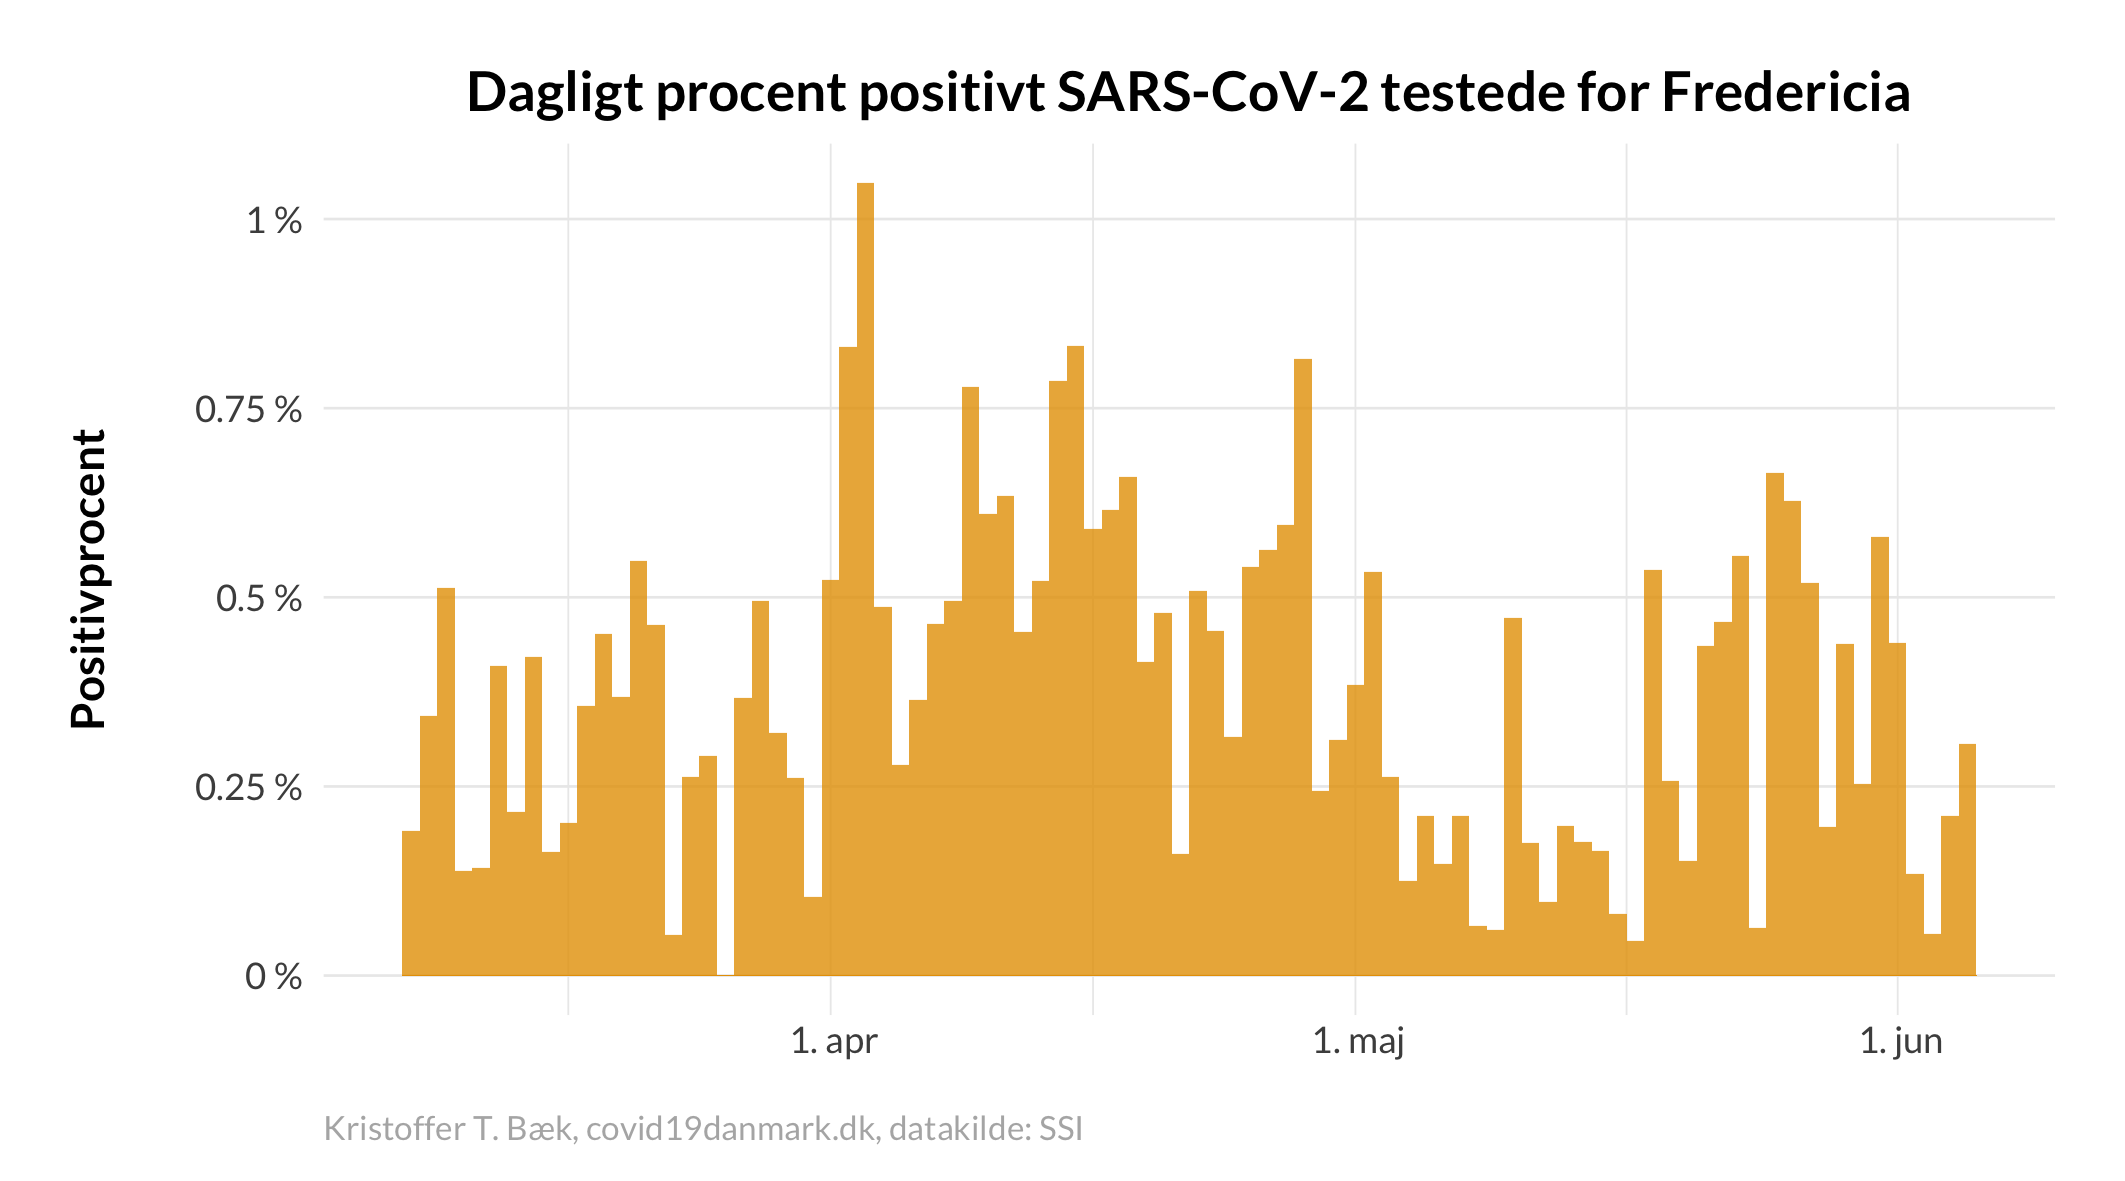 Dagligt procent positivt SARS-CoV-2 testede for Fredericia
Positivprocent
1 %
0.75 %
0.5 %
0.25 %
0 %
1. apr
1. maj
1. jun
Kristoffer T. Bæk, covid19danmark.dk, datakilde: SSI